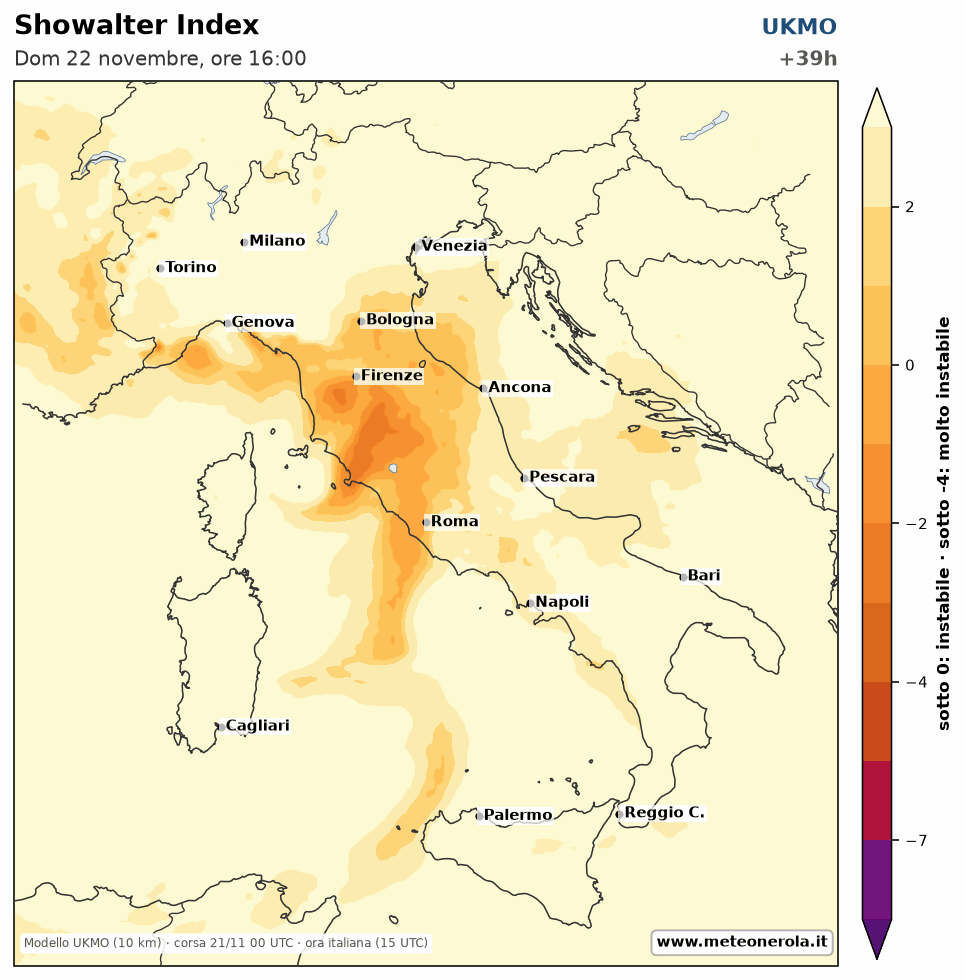 Showalter Index
UKMO
Dom 22 novembre, ore 16:00
+39h
Milano
Venezia
Torino
Genova
Bologna
Firenze
Ancona
Pescara
Roma
Bari
Napoli
Cagliari
Palermo
Reggio C.
2
0
−2
−4
−7
sotto 0: instabile · sotto -4: molto instabile
Modello UKMO (10 km) · corsa 21/11 00 UTC · ora italiana (15 UTC)
www.meteonerola.it